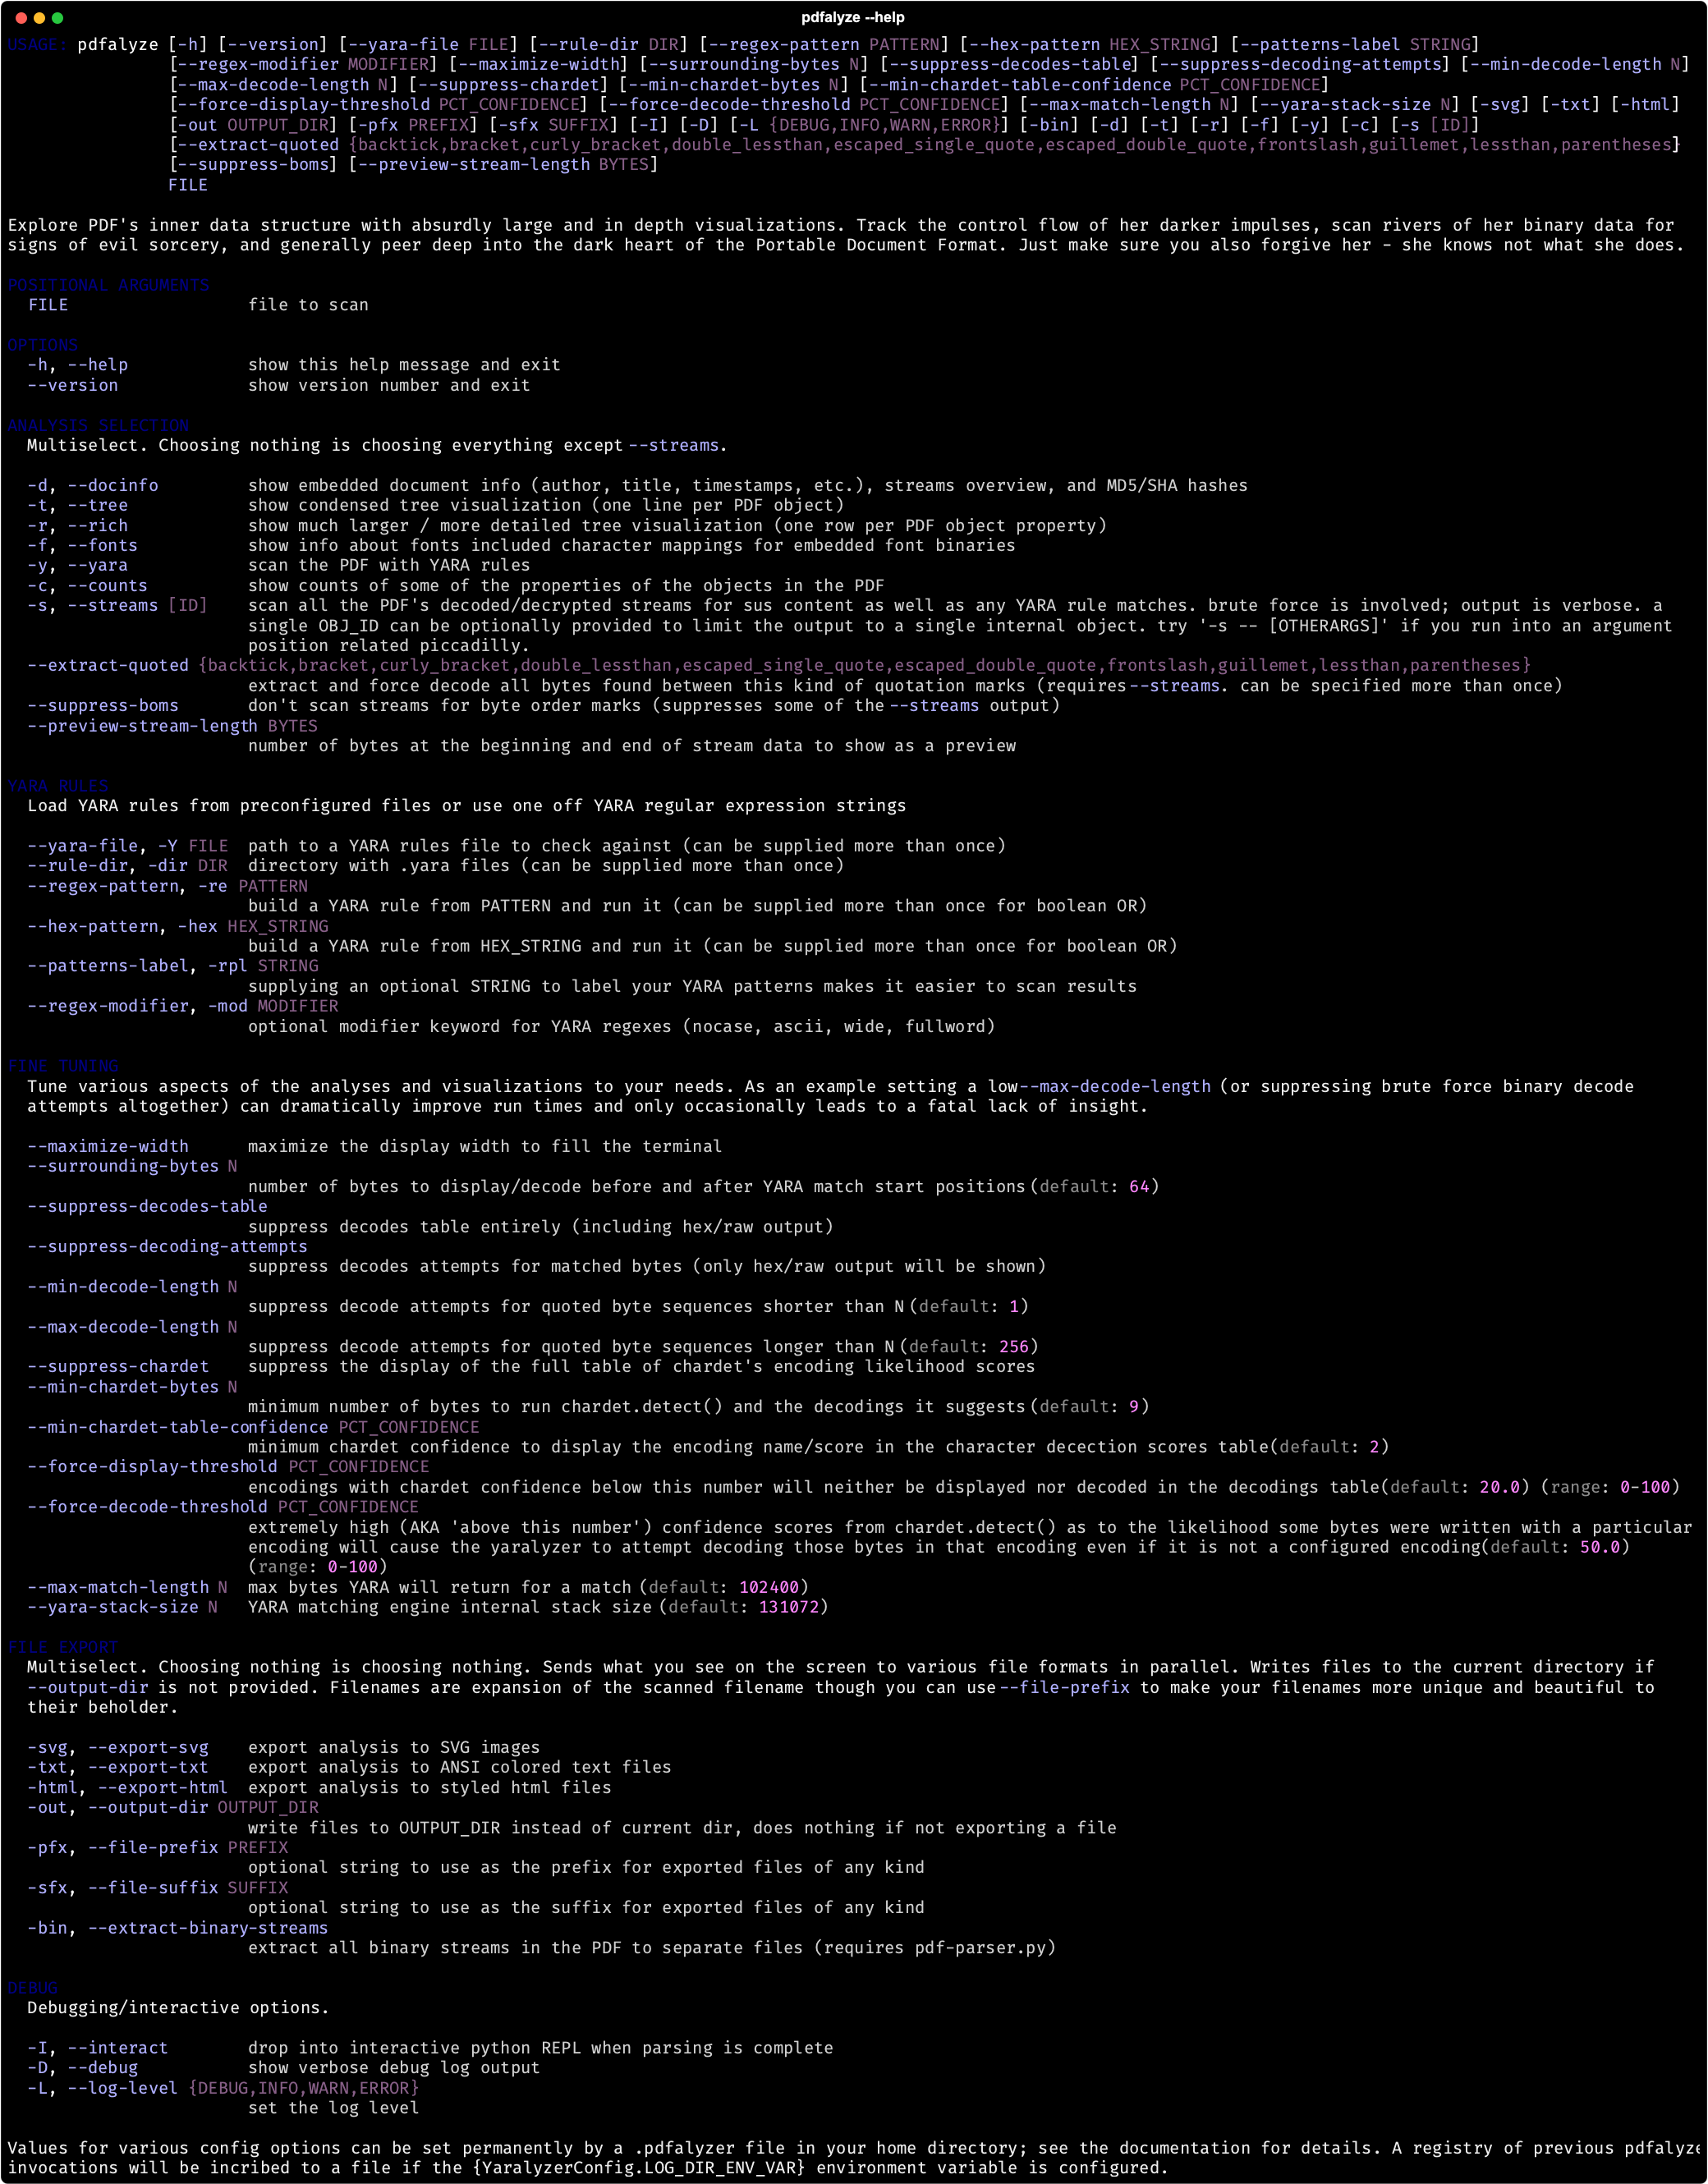 pdfalyze --help
USAGE: pdfalyze [-h] [--version] [--yara-file FILE] [--rule-dir DIR] [--regex-pattern PATTERN] [--hex-pattern HEX_STRING] [--patterns-label STRING]
[--regex-modifier MODIFIER] [--maximize-width] [--surrounding-bytes N] [--suppress-decodes-table] [--suppress-decoding-attempts] [--min-decode-length N]
[--max-decode-length N] [--suppress-chardet] [--min-chardet-bytes N] [--min-chardet-table-confidence PCT_CONFIDENCE]
[--force-display-threshold PCT_CONFIDENCE] [--force-decode-threshold PCT_CONFIDENCE] [--max-match-length N] [--yara-stack-size N] [-svg] [-txt] [-html]
[-out OUTPUT_DIR] [-pfx PREFIX] [-sfx SUFFIX] [-I] [-D] [-L {DEBUG,INFO,WARN,ERROR}] [-bin] [-d] [-t] [-r] [-f] [-y] [-c] [-s [ID]]
[--extract-quoted {backtick,bracket,curly_bracket,double_lessthan,escaped_single_quote,escaped_double_quote,frontslash,guillemet,lessthan,parentheses}
[--suppress-boms] [--preview-stream-length BYTES]
FILE
Explore PDF's inner data structure with absurdly large and in depth visualizations. Track the control flow of her darker impulses, scan rivers of her binary data for
signs of evil sorcery, and generally peer deep into the dark heart of the Portable Document Format. Just make sure you also forgive her - she knows not what she does.
POSITIONAL ARGUMENTS
FILE file to scan
OPTIONS
-h, --help show this help message and exit
--version show version number and exit
ANALYSIS SELECTION
Multiselect. Choosing nothing is choosing everything except --streams.
-d, --docinfo show embedded document info (author, title, timestamps, etc.), streams overview, and MD5/SHA hashes
-t, --tree show condensed tree visualization (one line per PDF object)
-r, --rich show much larger / more detailed tree visualization (one row per PDF object property)
-f, --fonts show info about fonts included character mappings for embedded font binaries
-y, --yara scan the PDF with YARA rules
-c, --counts show counts of some of the properties of the objects in the PDF
-s, --streams [ID] scan all the PDF's decoded/decrypted streams for sus content as well as any YARA rule matches. brute force is involved; output is verbose. a
single OBJ_ID can be optionally provided to limit the output to a single internal object. try '-s -- [OTHERARGS]' if you run into an argument
position related piccadilly.
--extract-quoted {backtick,bracket,curly_bracket,double_lessthan,escaped_single_quote,escaped_double_quote,frontslash,guillemet,lessthan,parentheses}
extract and force decode all bytes found between this kind of quotation marks (requires --streams. can be specified more than once)
--suppress-boms don't scan streams for byte order marks (suppresses some of the --streams output)
--preview-stream-length BYTES
number of bytes at the beginning and end of stream data to show as a preview
YARA RULES
Load YARA rules from preconfigured files or use one off YARA regular expression strings
--yara-file, -Y FILE path to a YARA rules file to check against (can be supplied more than once)
--rule-dir, -dir DIR directory with .yara files (can be supplied more than once)
--regex-pattern, -re PATTERN
build a YARA rule from PATTERN and run it (can be supplied more than once for boolean OR)
--hex-pattern, -hex HEX_STRING
build a YARA rule from HEX_STRING and run it (can be supplied more than once for boolean OR)
--patterns-label, -rpl STRING
supplying an optional STRING to label your YARA patterns makes it easier to scan results
--regex-modifier, -mod MODIFIER
optional modifier keyword for YARA regexes (nocase, ascii, wide, fullword)
FINE TUNING
Tune various aspects of the analyses and visualizations to your needs. As an example setting a low --max-decode-length (or suppressing brute force binary decode
attempts altogether) can dramatically improve run times and only occasionally leads to a fatal lack of insight.
--maximize-width maximize the display width to fill the terminal
--surrounding-bytes N
number of bytes to display/decode before and after YARA match start positions (default: 64)
--suppress-decodes-table
suppress decodes table entirely (including hex/raw output)
--suppress-decoding-attempts
suppress decodes attempts for matched bytes (only hex/raw output will be shown)
--min-decode-length N
suppress decode attempts for quoted byte sequences shorter than N (default: 1)
--max-decode-length N
suppress decode attempts for quoted byte sequences longer than N (default: 256)
--suppress-chardet suppress the display of the full table of chardet's encoding likelihood scores
--min-chardet-bytes N
minimum number of bytes to run chardet.detect() and the decodings it suggests (default: 9)
--min-chardet-table-confidence PCT_CONFIDENCE
minimum chardet confidence to display the encoding name/score in the character decection scores table (default: 2)
--force-display-threshold PCT_CONFIDENCE
encodings with chardet confidence below this number will neither be displayed nor decoded in the decodings table (default: 20.0) (range: 0-100)
--force-decode-threshold PCT_CONFIDENCE
extremely high (AKA 'above this number') confidence scores from chardet.detect() as to the likelihood some bytes were written with a particular
encoding will cause the yaralyzer to attempt decoding those bytes in that encoding even if it is not a configured encoding (default: 50.0)
(range: 0-100)
--max-match-length N max bytes YARA will return for a match (default: 102400)
--yara-stack-size N YARA matching engine internal stack size (default: 131072)
FILE EXPORT
Multiselect. Choosing nothing is choosing nothing. Sends what you see on the screen to various file formats in parallel. Writes files to the current directory if
--output-dir is not provided. Filenames are expansion of the scanned filename though you can use --file-prefix to make your filenames more unique and beautiful to
their beholder.
-svg, --export-svg export analysis to SVG images
-txt, --export-txt export analysis to ANSI colored text files
-html, --export-html export analysis to styled html files
-out, --output-dir OUTPUT_DIR
write files to OUTPUT_DIR instead of current dir, does nothing if not exporting a file
-pfx, --file-prefix PREFIX
optional string to use as the prefix for exported files of any kind
-sfx, --file-suffix SUFFIX
optional string to use as the suffix for exported files of any kind
-bin, --extract-binary-streams
extract all binary streams in the PDF to separate files (requires pdf-parser.py)
DEBUG
Debugging/interactive options.
-I, --interact drop into interactive python REPL when parsing is complete
-D, --debug show verbose debug log output
-L, --log-level {DEBUG,INFO,WARN,ERROR}
set the log level
Values for various config options can be set permanently by a .pdfalyzer file in your home directory; see the documentation for details. A registry of previous pdfalyze
invocations will be incribed to a file if the {YaralyzerConfig.LOG_DIR_ENV_VAR} environment variable is configured.